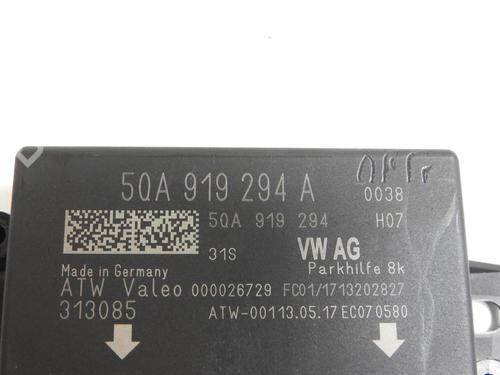 5QA 919 294 A
0038
5QA 919 294 H07
31S VW AG
Made in Germany Parkhilfe 8k
ATW Valeo 000026729 FC01/1713202827
313085 ATW-00113.05.17 EC070580